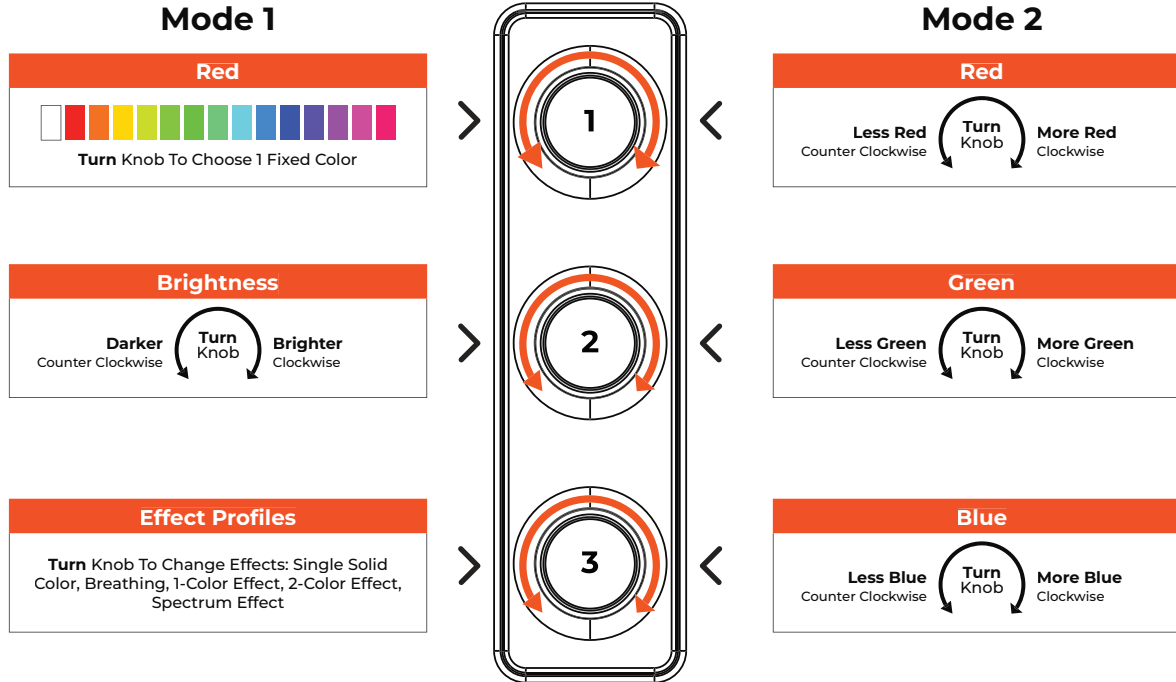 Mode 1
Red
Turn Knob To Choose 1 Fixed Color
Brightness
Darker
Counter Clockwise
Turn
Knob
Brighter
Clockwise
Effect Profiles
Turn Knob To Change Effects: Single Solid
Color, Breathing, 1-Color Effect, 2-Color Effect,
Spectrum Effect
1
2
3
Mode 2
Red
Less Red
Counter Clockwise
Turn
Knob
More Red
Clockwise
Green
Less Green
Counter Clockwise
Turn
Knob
More Green
Clockwise
Blue
Less Blue
Counter Clockwise
Turn
Knob
More Blue
Clockwise